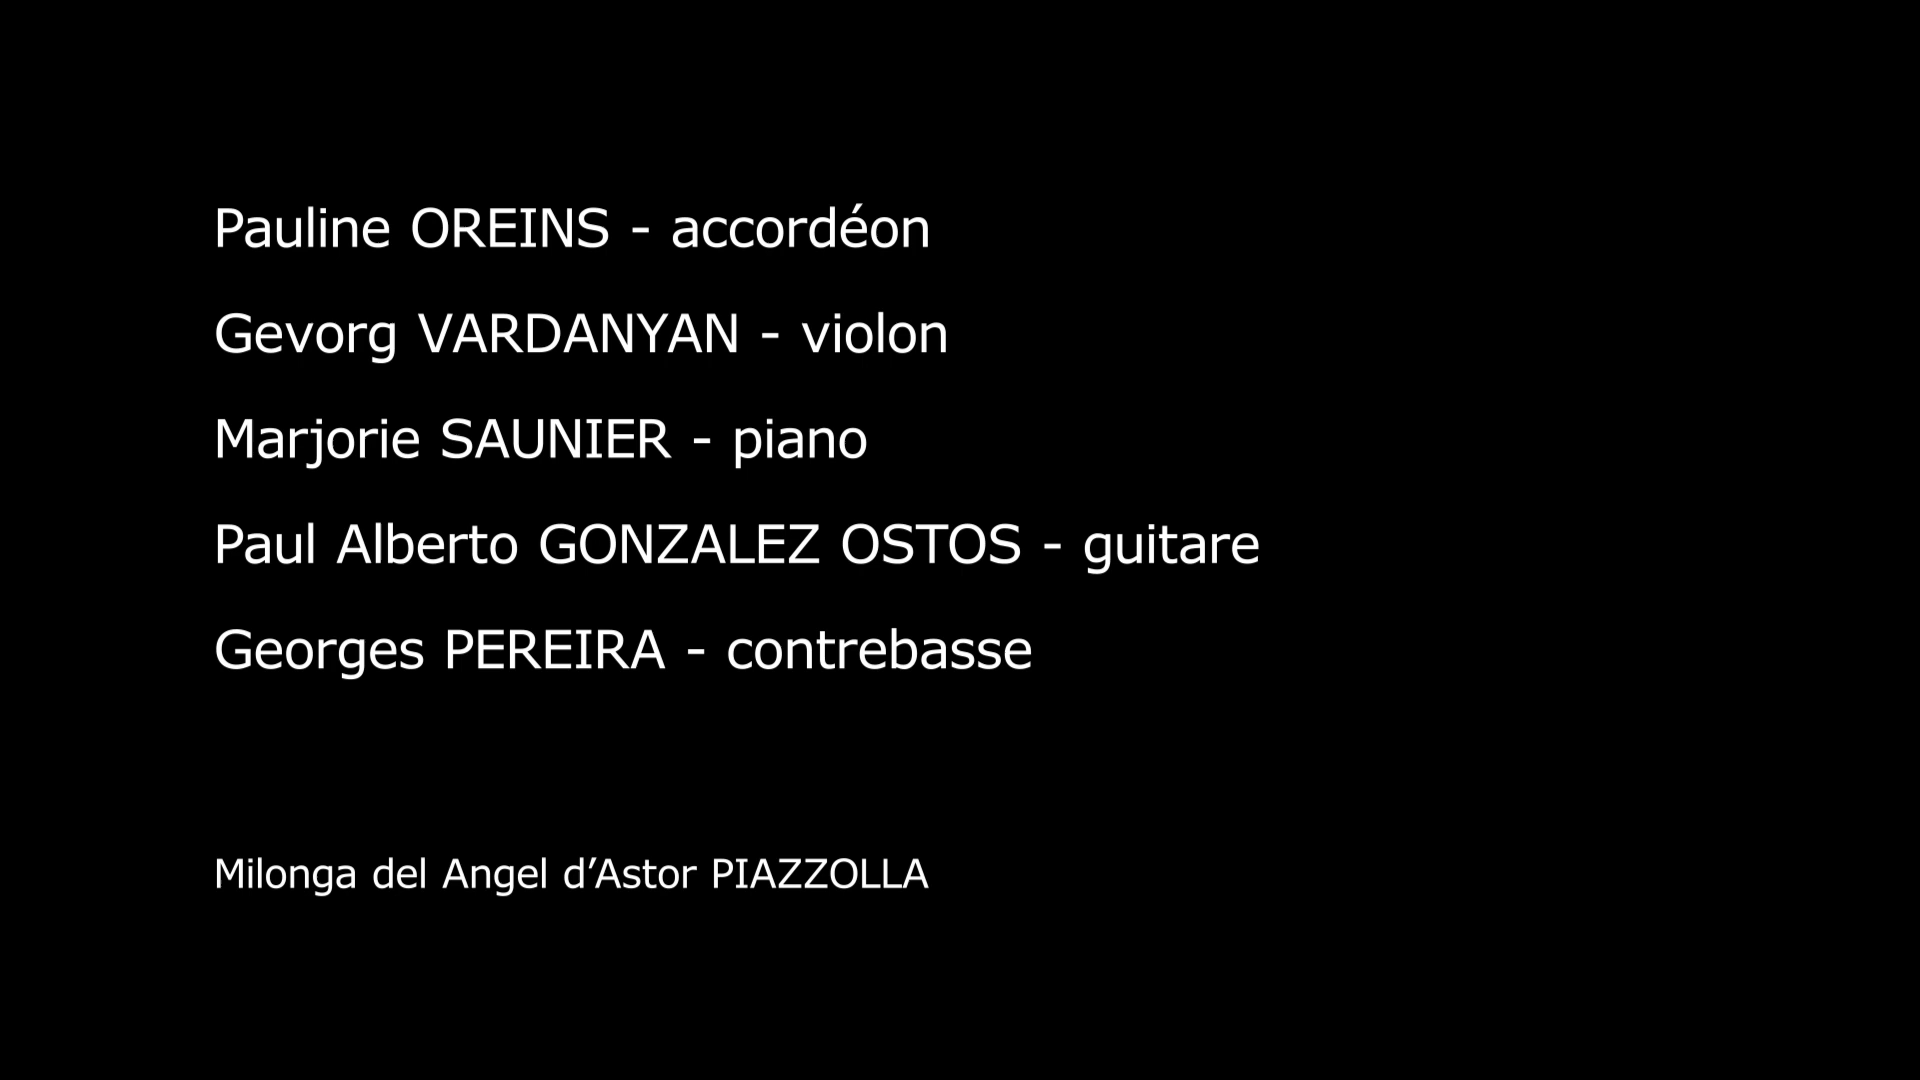 Pauline OREINS - accordéon
Gevorg VARDANYAN - violon
Marjorie SAUNIER - piano
Paul Alberto GONZALEZ OSTOS - guitare
Georges PEREIRA - contrebasse
Milonga del Angel d’Astor PIAZZOLLA